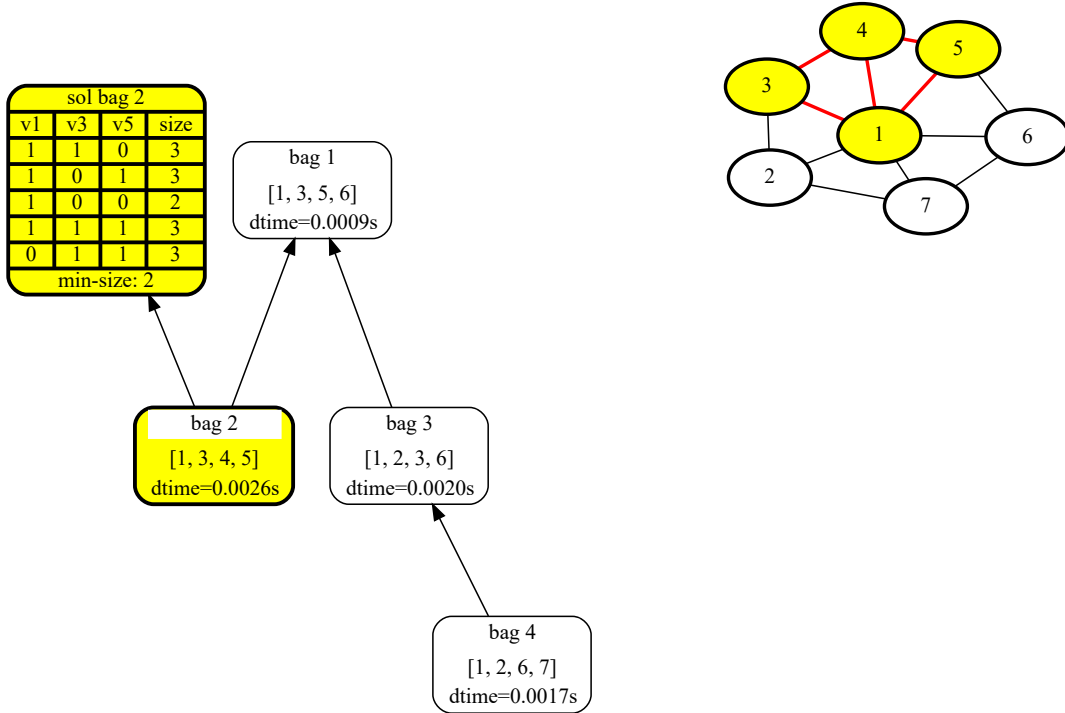 sol bag 2
v1 v3 v5 size
1 1 0 3
1 0 1 3
1 0 0 2
1 1 1 3
0 1 1 3
min-size: 2
bag 1
[1, 3, 5, 6]
dtime=0.0009s
bag 2
[1, 3, 4, 5]
dtime=0.0026s
bag 3
[1, 2, 3, 6]
dtime=0.0020s
bag 4
[1, 2, 6, 7]
dtime=0.0017s
4
5
3
1
6
2
7